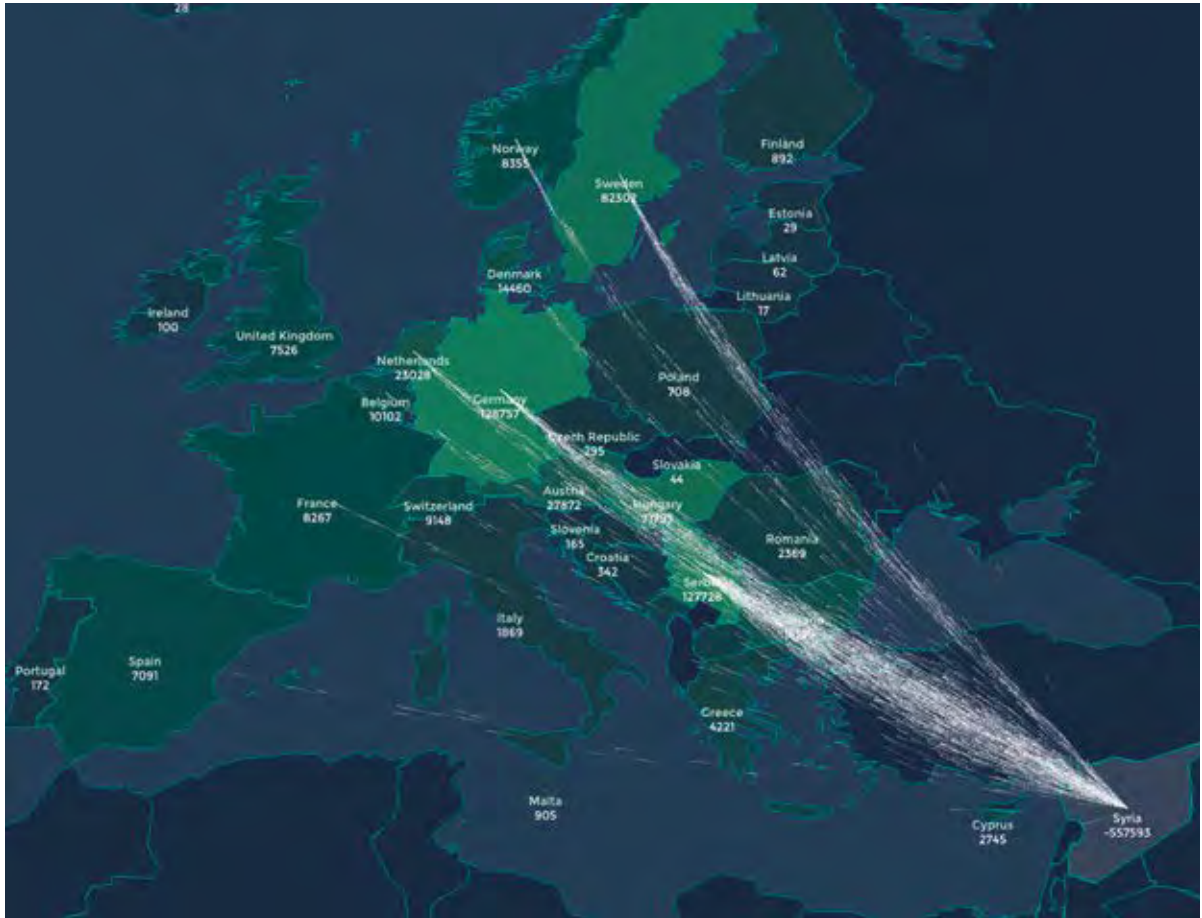 28
Norway
8355
Finland
892
Sweden
82302
Estonia
29
Latvia
62
Lithuania
17
Denmark
14460
Ireland
100
United Kingdom
7526
Netherlands
23028
Poland
708
Belgium
10102
Germany
128757
Czech Republic
295
Slovakia
44
Austria
27872
Hungary
France
8267
Switzerland
9148
Slovenia
165
Croatia
342
Romania
2369
Serbia
127728
Italy
1869
Portugal
172
Spain
7091
Greece
4221
Malta
905
Cyprus
2745
Syria
-557593